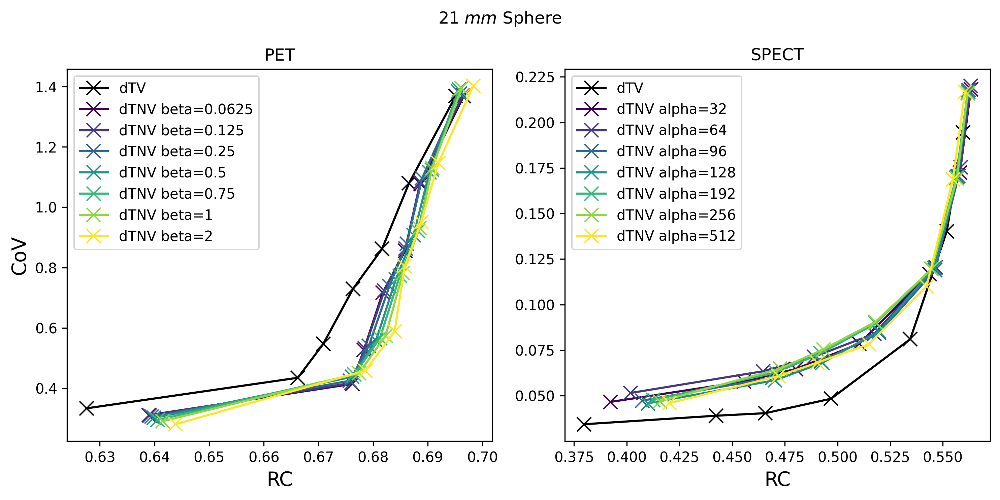 21 mm Sphere
PET
CoV
1.4
1.2
1.0
0.8
0.6
0.4
dTV
dTNV beta=0.0625
dTNV beta=0.125
dTNV beta=0.25
dTNV beta=0.5
dTNV beta=0.75
dTNV beta=1
dTNV beta=2
0.63 0.64 0.65 0.66 0.67 0.68 0.69 0.70
RC
SPECT
0.225
0.200
0.175
0.150
0.125
0.100
0.075
0.050
dTV
dTNV alpha=32
dTNV alpha=64
dTNV alpha=96
dTNV alpha=128
dTNV alpha=192
dTNV alpha=256
dTNV alpha=512
0.375 0.400 0.425 0.450 0.475 0.500 0.525 0.550
RC